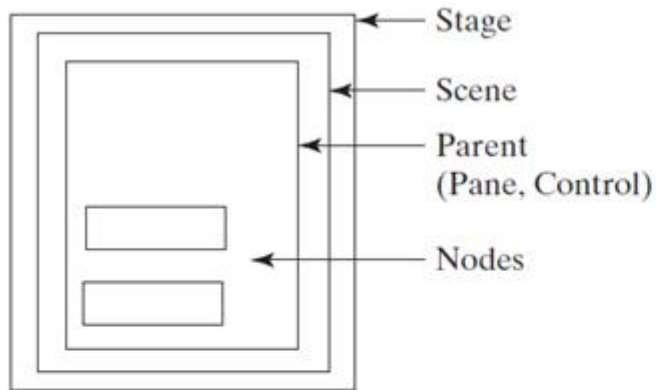 Stage
Scene
Parent
(Pane, Control)
Nodes